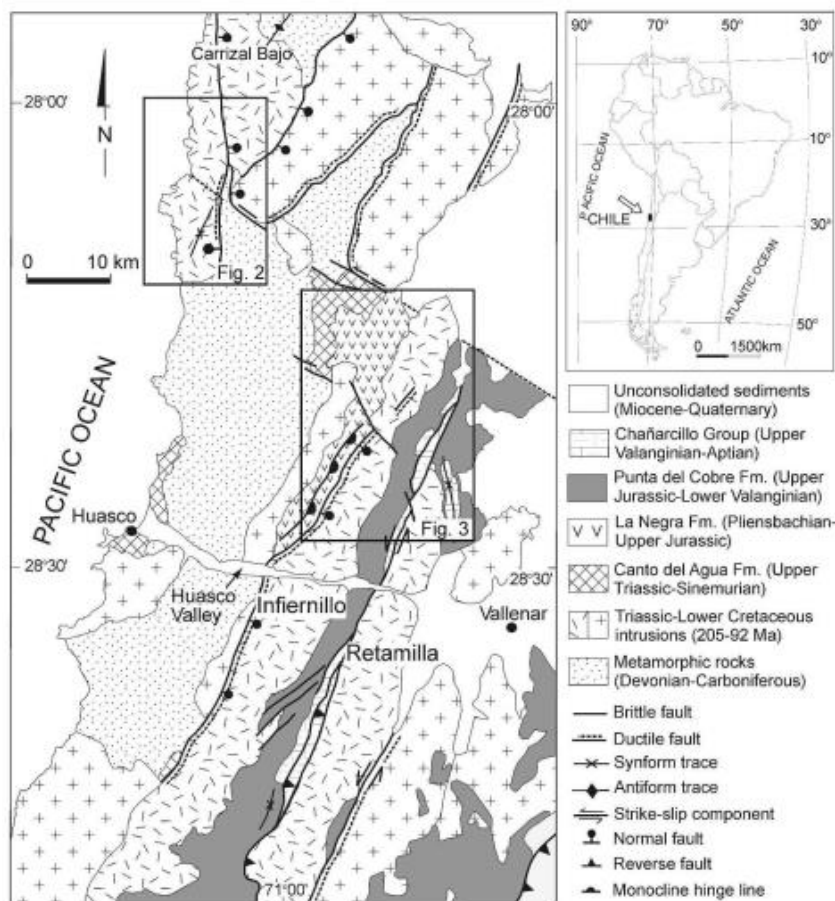 Carrizal Bajo
28°00'
28°00'
N
0 10 km
Fig. 2
PACIFIC OCEAN
Huasco
Fig. 3
28°30'
28°30'
Huasco
Valley
Infiernillo
Vallenar
Retamilla
71°00'
90° 70° 50° 30°
10°
10°
30°
50°
PACIFIC OCEAN
CHILE
ATLANTIC OCEAN
0 1500km
Unconsolidated sediments
(Miocene-Quaternary)
Chañarcillo Group (Upper
Valanginian-Aptian)
Punta del Cobre Fm. (Upper
Jurassic-Lower Valanginian)
La Negra Fm. (Pliensbachian-
Upper Jurassic)
Canto del Agua Fm. (Upper
Triassic-Sinemurian)
Triassic-Lower Cretaceous
intrusions (205-92 Ma)
Metamorphic rocks
(Devonian-Carboniferous)
Brittle fault
Ductile fault
Synform trace
Antiform trace
Strike-slip component
Normal fault
Reverse fault
Monocline hinge line